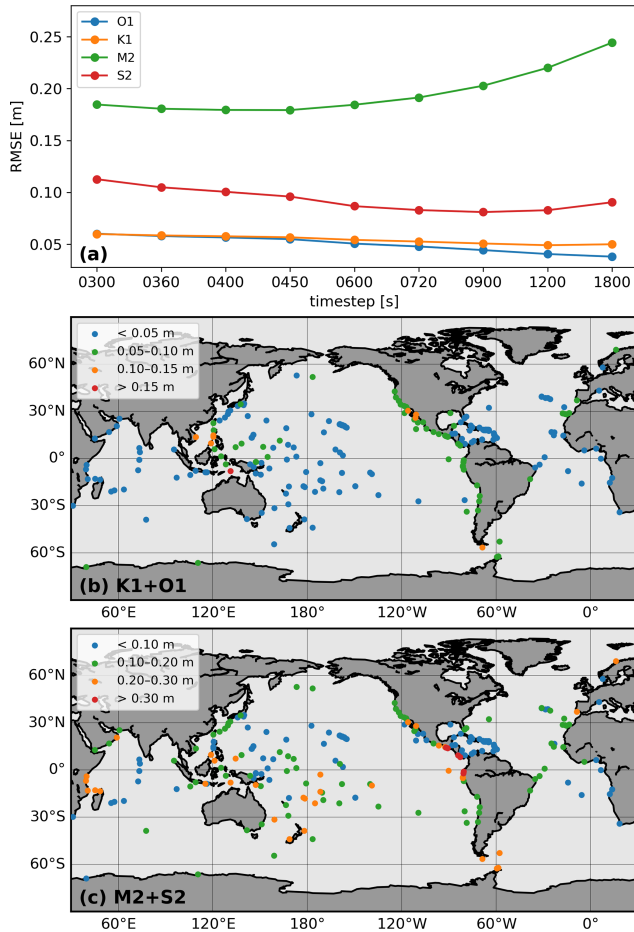 O1
K1
M2
S2
0.25
0.20
0.15
0.10
0.05
RMSE [m]
(a)
0300 0360 0400 0450 0600 0720 0900 1200 1800
timestep [s]
< 0.05 m
0.05–0.10 m
0.10–0.15 m
> 0.15 m
60°N
30°N
0°
30°S
60°S
(b) K1+O1
60°E 120°E 180° 120°W 60°W 0°
< 0.10 m
0.10–0.20 m
0.20–0.30 m
> 0.30 m
60°N
30°N
0°
30°S
60°S
(c) M2+S2
60°E 120°E 180° 120°W 60°W 0°